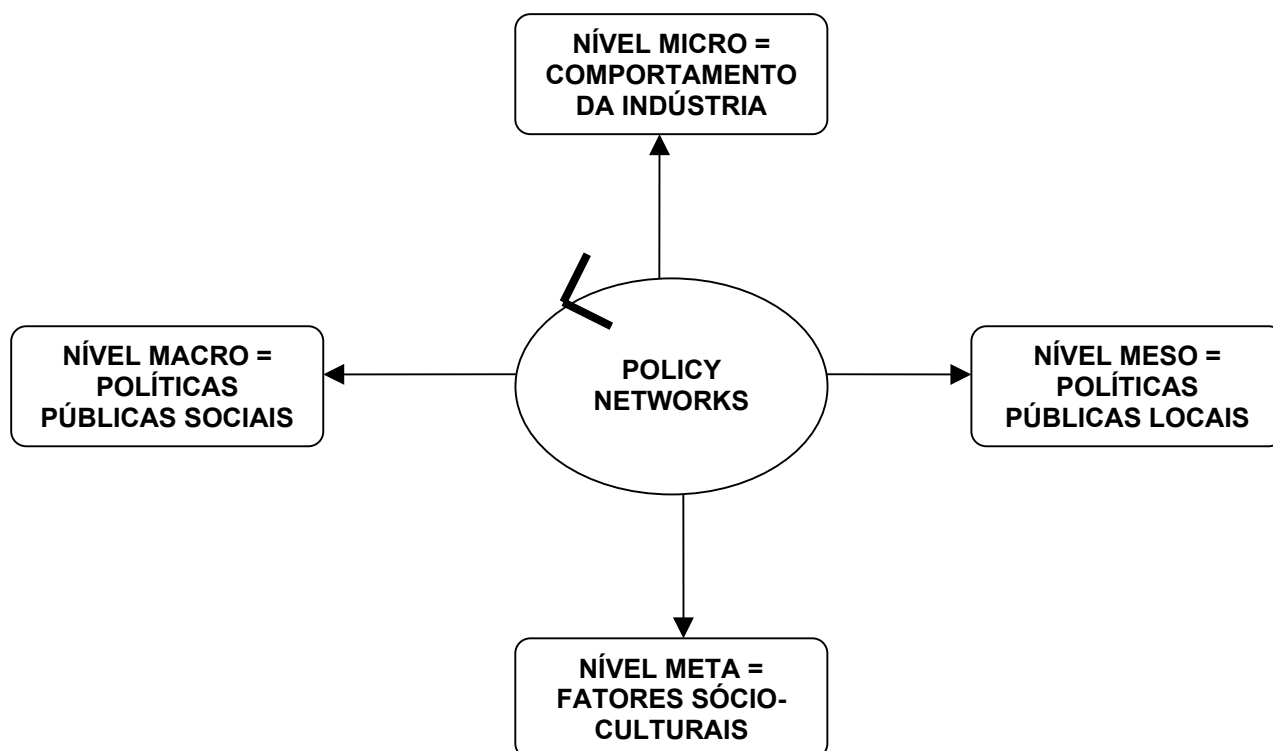 NÍVEL MICRO =
COMPORTAMENTO
DA INDÚSTRIA
NÍVEL MACRO =
POLÍTICAS
PÚBLICAS SOCIAIS
POLICY
NETWORKS
NÍVEL MESO =
POLÍTICAS
PÚBLICAS LOCAIS
NÍVEL META =
FATORES SÓCIO-
CULTURAIS